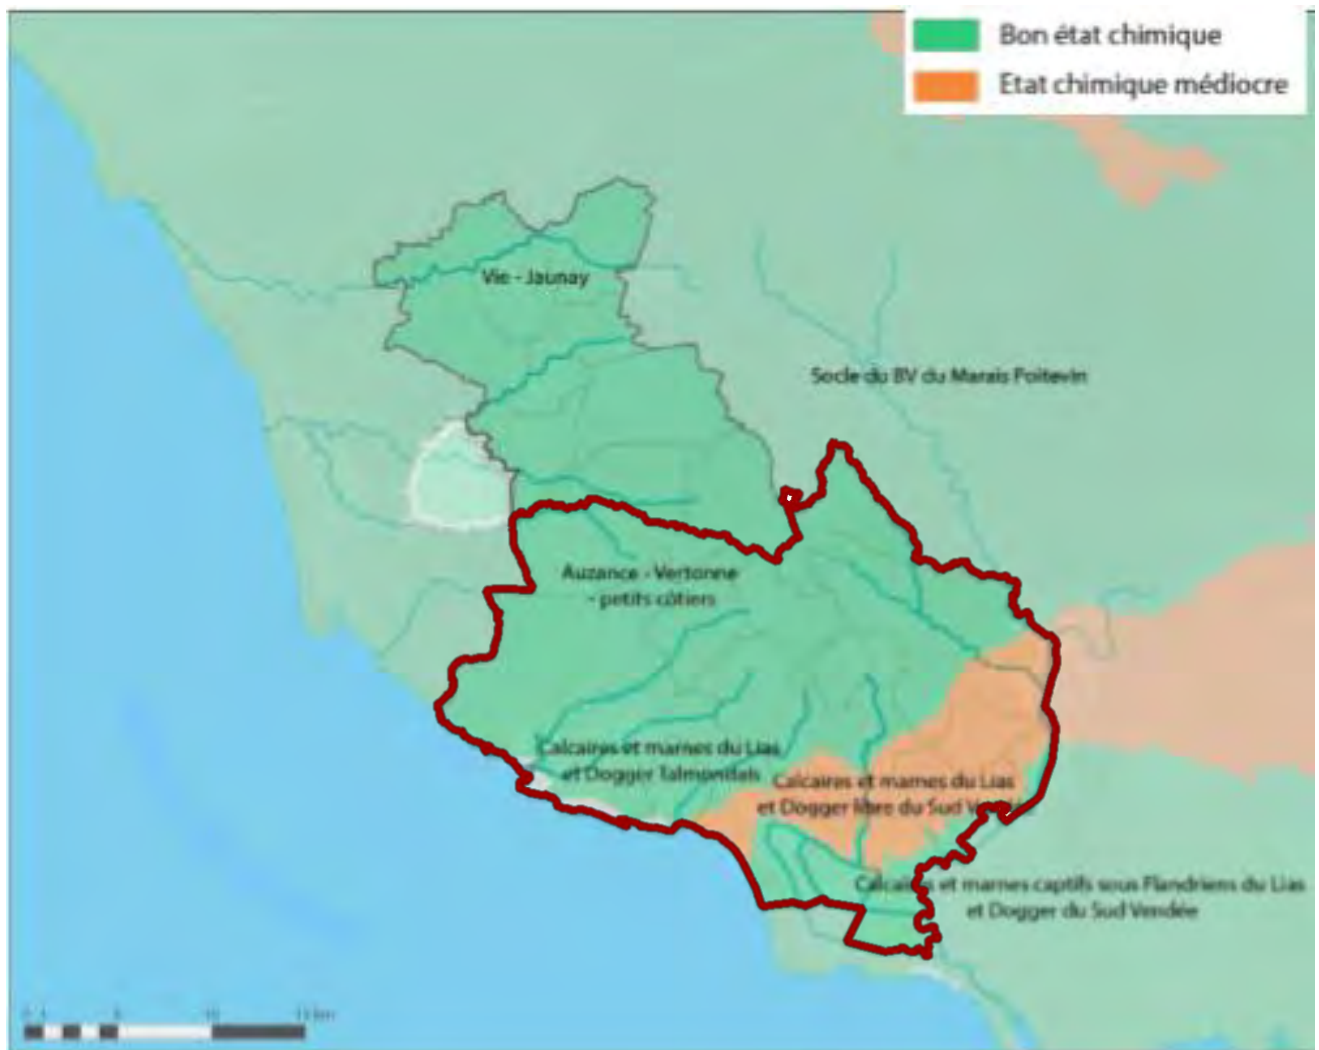 Bon état chimique
Etat chimique médiocre
Vie - Jaunay
Socle du BV du Marais Poitevin
Auzance - Vertonne
- petits côtiers
Calcaires et marnes du Lias
et Dogger Talmondais
Calcaires et marnes du Lias
et Dogger libre du Sud Vendée
Calcaires et marnes captifs sous Flandriens du Lias
et Dogger du Sud Vendée